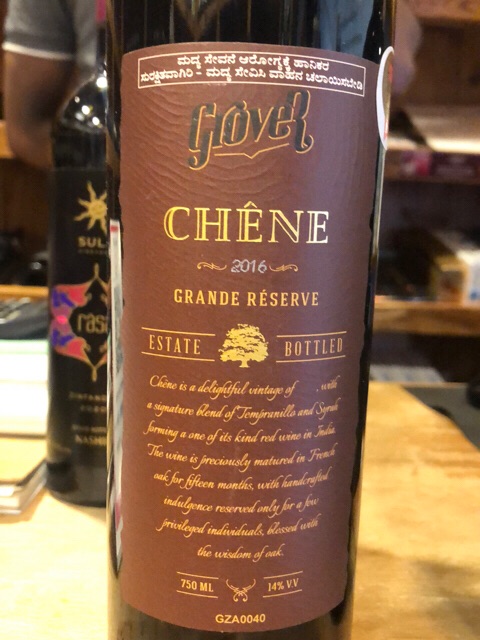 ಮದ್ಯ ಸೇವನೆ ಆರೋಗ್ಯಕ್ಕೆ ಹಾನಿಕರ
ಸುರಕ್ಷಿತವಾಗಿರಿ - ಮದ್ಯ ಸೇವಿಸಿ ವಾಹನ ಚಲಾಯಿಸಬೇಡಿ
Grover
CHÊNE
2016
GRANDE RÉSERVE
ESTATE BOTTLED
Chêne is a delightful vintage of , with
a signature blend of Tempranillo and Syrah
forming a one of its kind red wine in India.
The wine is preciously matured in French
oak for fifteen months, with handcrafted
indulgence reserved only for a few
privileged individuals, blessed with
the wisdom of oak.
750 ML 14% V.V
GZA0040
SUL
rasa
NASHI